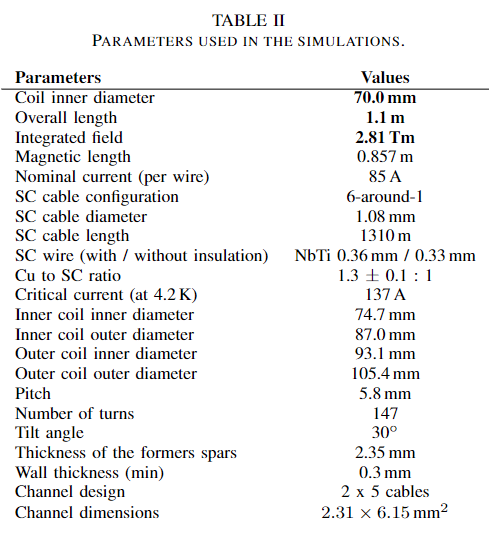 TABLE II
PARAMETERS USED IN THE SIMULATIONS.
Parameters Values
Coil inner diameter 70.0 mm
Overall length 1.1 m
Integrated field 2.81 Tm
Magnetic length 0.857 m
Nominal current (per wire) 85 A
SC cable configuration 6-around-1
SC cable diameter 1.08 mm
SC cable length 1310 m
SC wire (with / without insulation) NbTi 0.36 mm / 0.33 mm
Cu to SC ratio 1.3 ± 0.1 : 1
Critical current (at 4.2 K) 137 A
Inner coil inner diameter 74.7 mm
Inner coil outer diameter 87.0 mm
Outer coil inner diameter 93.1 mm
Outer coil outer diameter 105.4 mm
Pitch 5.8 mm
Number of turns 147
Tilt angle 30°
Thickness of the formers spars 2.35 mm
Wall thickness (min) 0.3 mm
Channel design 2 x 5 cables
Channel dimensions 2.31 × 6.15 mm²